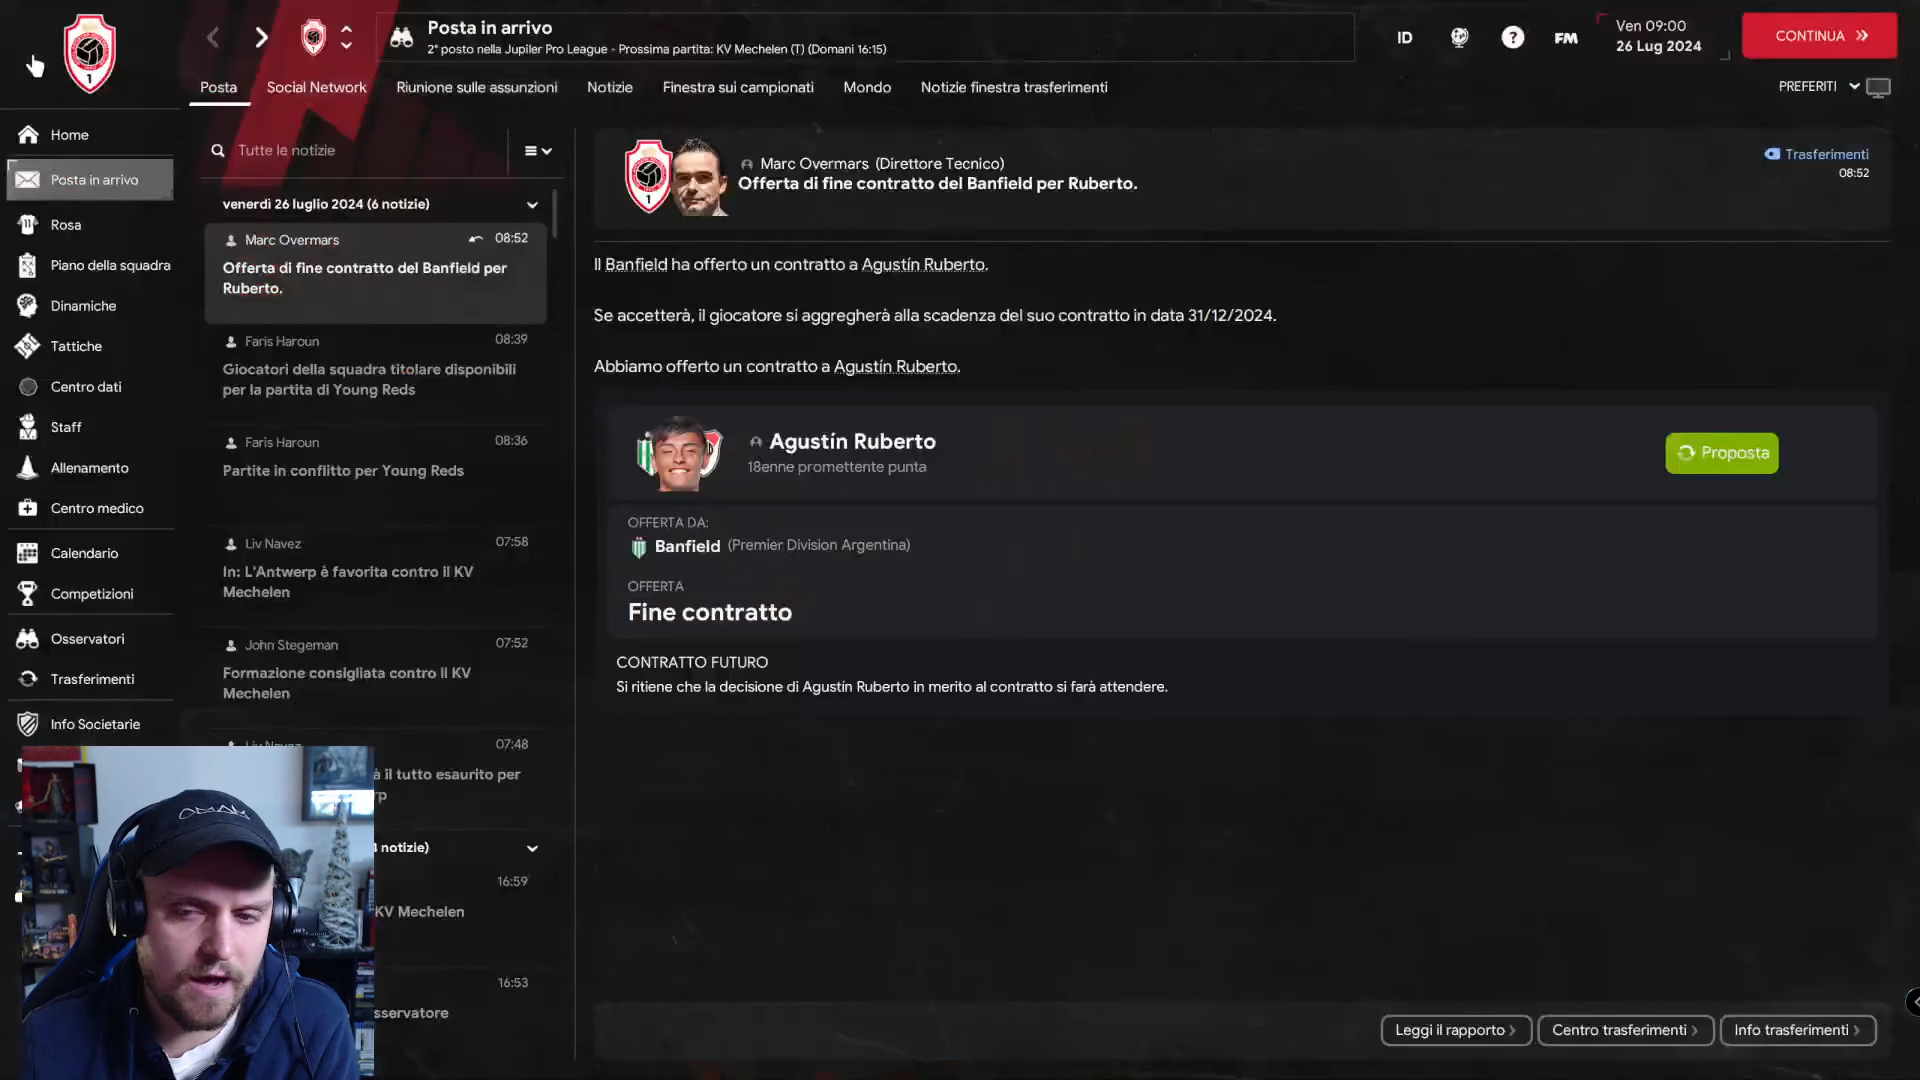 Posta in arrivo
2° posto nella Jupiler Pro League - Prossima partita: KV Mechelen (T) (Domani 16:15)
ID
FM
Ven 09:00
26 Lug 2024
CONTINUA
Posta
Social Network
Riunione sulle assunzioni
Notizie
Finestra sui campionati
Mondo
Notizie finestra trasferimenti
PREFERITI
Home
Posta in arrivo
Rosa
Piano della squadra
Dinamiche
Tattiche
Centro dati
Staff
Allenamento
Centro medico
Calendario
Competizioni
Osservatori
Trasferimenti
Info Societarie
Tutte le notizie
venerdì 26 luglio 2024 (6 notizie)
Marc Overmars 08:52
Offerta di fine contratto del Banfield per
Ruberto.
Faris Haroun 08:39
Giocatori della squadra titolare disponibili
per la partita di Young Reds
Faris Haroun 08:36
Partite in conflitto per Young Reds
Liv Navez 07:58
In: L'Antwerp è favorita contro il KV
Mechelen
John Stegeman 07:52
Formazione consigliata contro il KV
Mechelen
07:48
à il tutto esaurito per
rp
notizie)
16:59
KV Mechelen
16:53
sservatore
Marc Overmars (Direttore Tecnico)
Offerta di fine contratto del Banfield per Ruberto.
Trasferimenti
08:52
Il Banfield ha offerto un contratto a Agustín Ruberto.
Se accetterà, il giocatore si aggregherà alla scadenza del suo contratto in data 31/12/2024.
Abbiamo offerto un contratto a Agustín Ruberto.
Agustín Ruberto
18enne promettente punta
Proposta
OFFERTA DA:
Banfield (Premier Division Argentina)
OFFERTA
Fine contratto
CONTRATTO FUTURO
Si ritiene che la decisione di Agustín Ruberto in merito al contratto si farà attendere.
Leggi il rapporto
Centro trasferimenti
Info trasferimenti